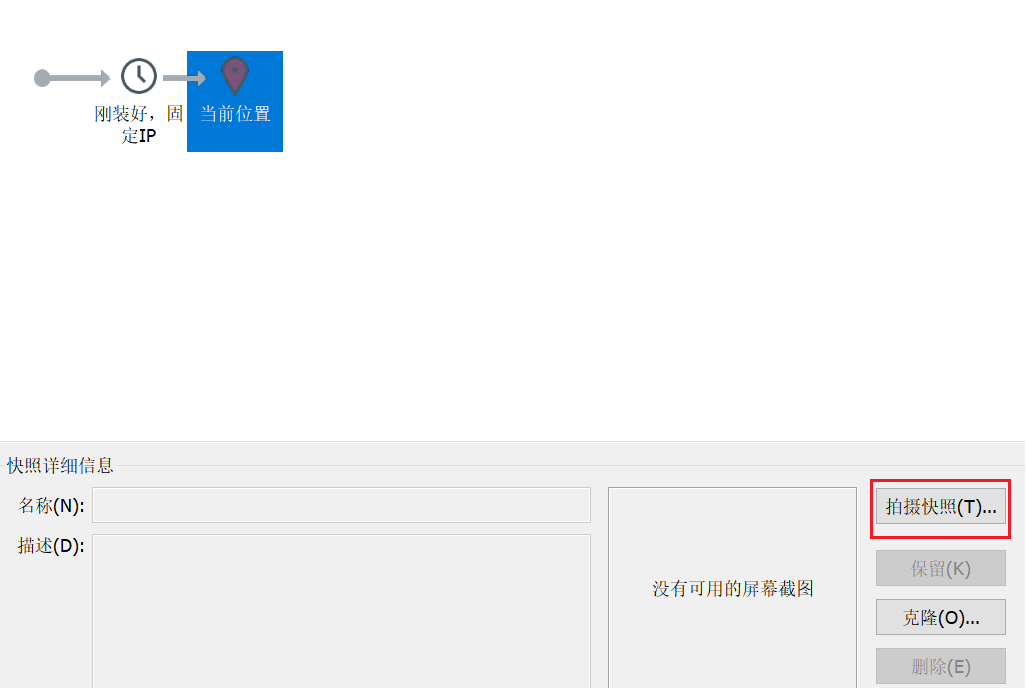 刚装好，固
定IP
当前位置
快照详细信息
名称(N):
拍摄快照(T)...
描述(D):
没有可用的屏幕截图
保留(K)
克隆(O)...
删除(E)